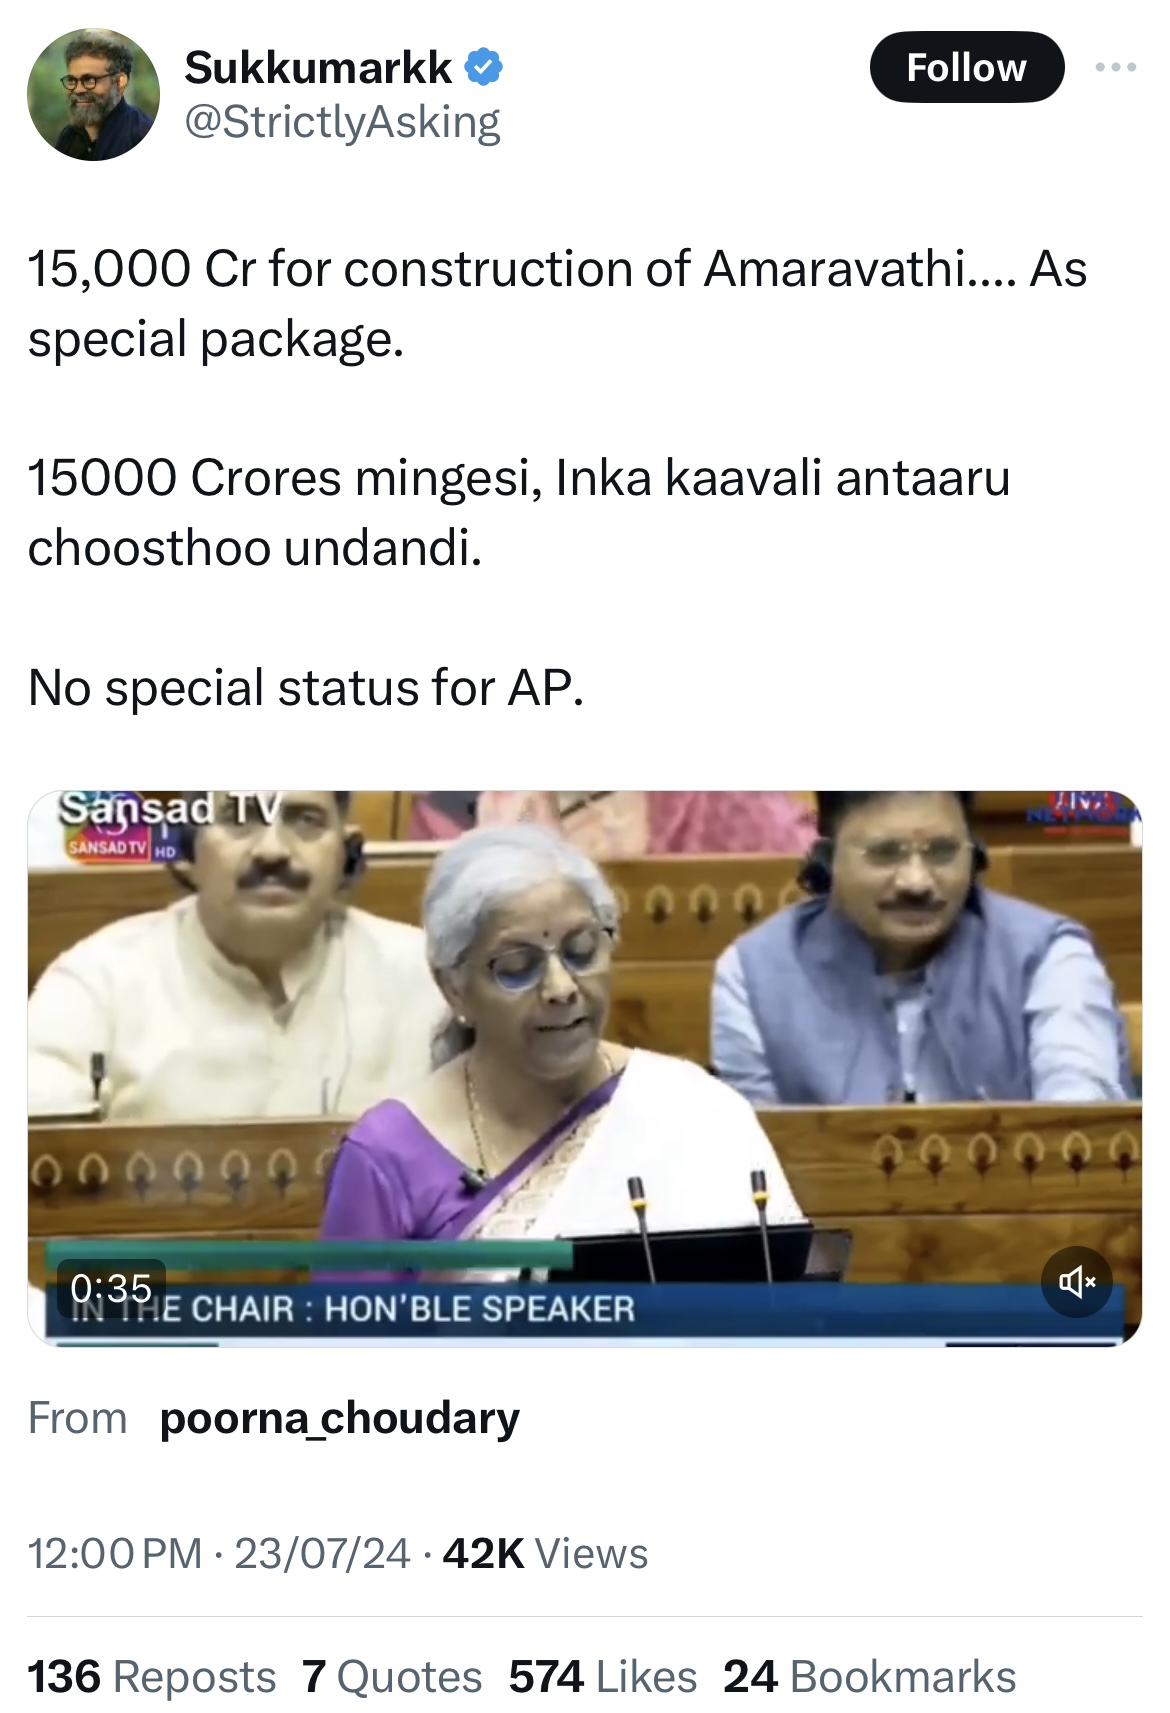 Sukkumarkk
Follow
@StrictlyAsking
15,000 Cr for construction of Amaravathi.... As
special package.
15000 Crores mingesi, Inka kaavali antaaru
choosthoo undandi.
No special status for AP.
Sansad TV
SANSAD TV HD
0:35
IN THE CHAIR : HON'BLE SPEAKER
From poorna_choudary
12:00 PM · 23/07/24 · 42K Views
136 Reposts 7 Quotes 574 Likes 24 Bookmarks